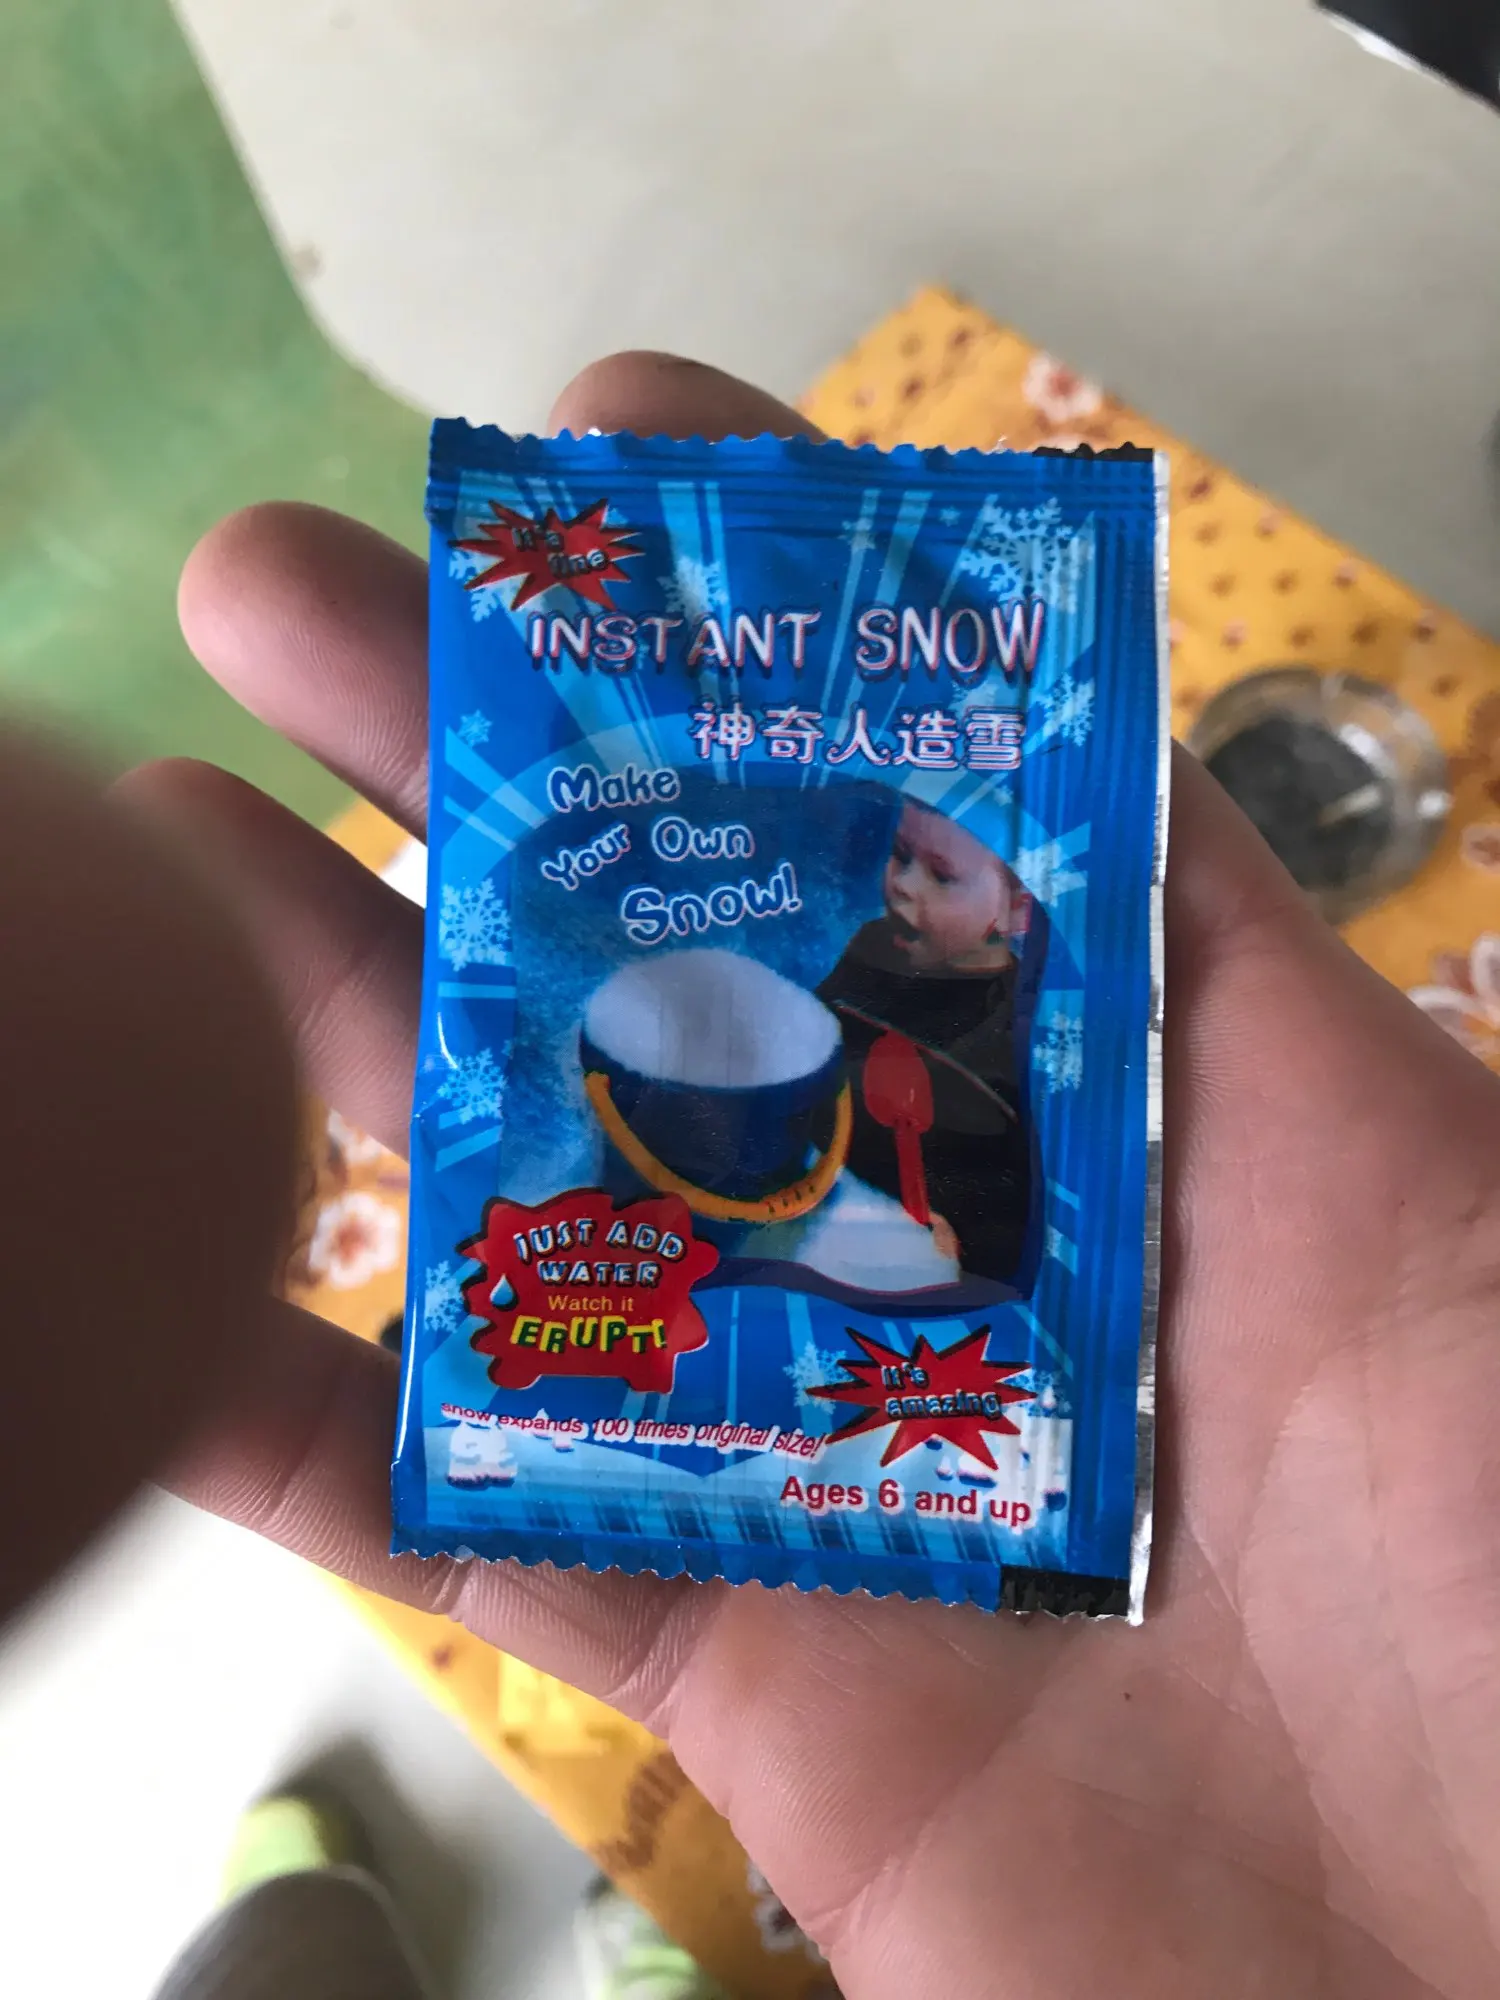 It's
fine
INSTANT SNOW
神奇人造雪
Make
Your Own
Snow!
JUST ADD
WATER
Watch it
ERUPT!
It's
amazing
snow expands 100 times original size!
Ages 6 and up